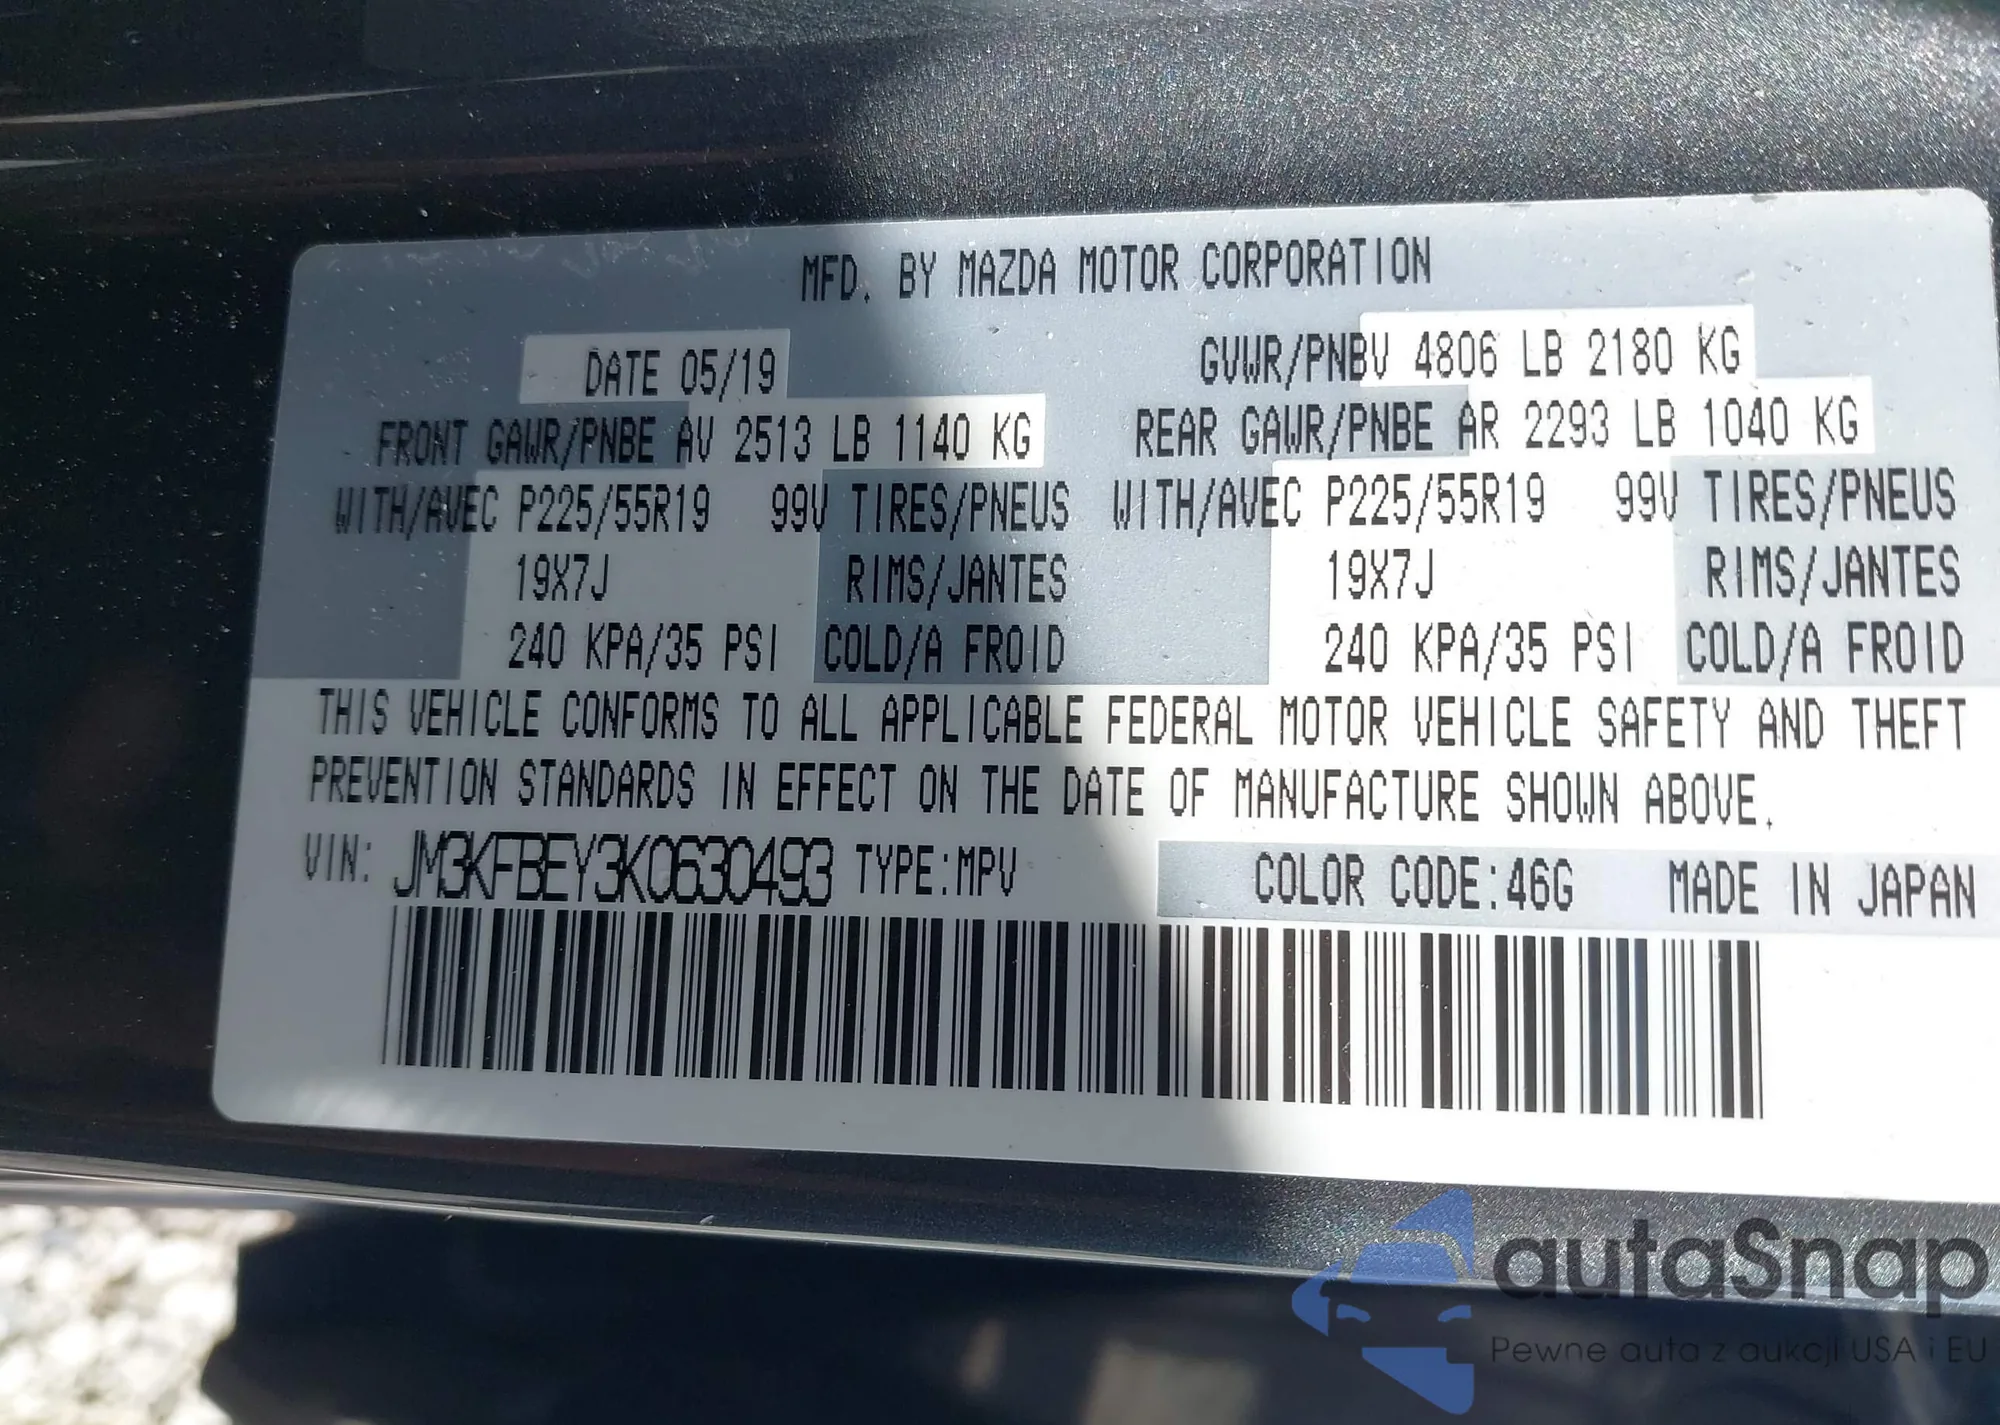 MFD. BY MAZDA MOTOR CORPORATION
DATE 05/19 GVWR/PNBV 4806 LB 2180 KG
FRONT GAWR/PNBE AV 2513 LB 1140 KG REAR GAWR/PNBE AR 2293 LB 1040 KG
WITH/AVEC P225/55R19 99V TIRES/PNEUS WITH/AVEC P225/55R19 99V TIRES/PNEUS
19X7J RIMS/JANTES 19X7J RIMS/JANTES
240 KPA/35 PSI COLD/A FROID 240 KPA/35 PSI COLD/A FROID
THIS VEHICLE CONFORMS TO ALL APPLICABLE FEDERAL MOTOR VEHICLE SAFETY AND THEFT
PREVENTION STANDARDS IN EFFECT ON THE DATE OF MANUFACTURE SHOWN ABOVE.
VIN: JM3KFBEY3K0630493 TYPE:MPV COLOR CODE:46G MADE IN JAPAN
autaSnap
Pewne auta z aukcji USA i EU